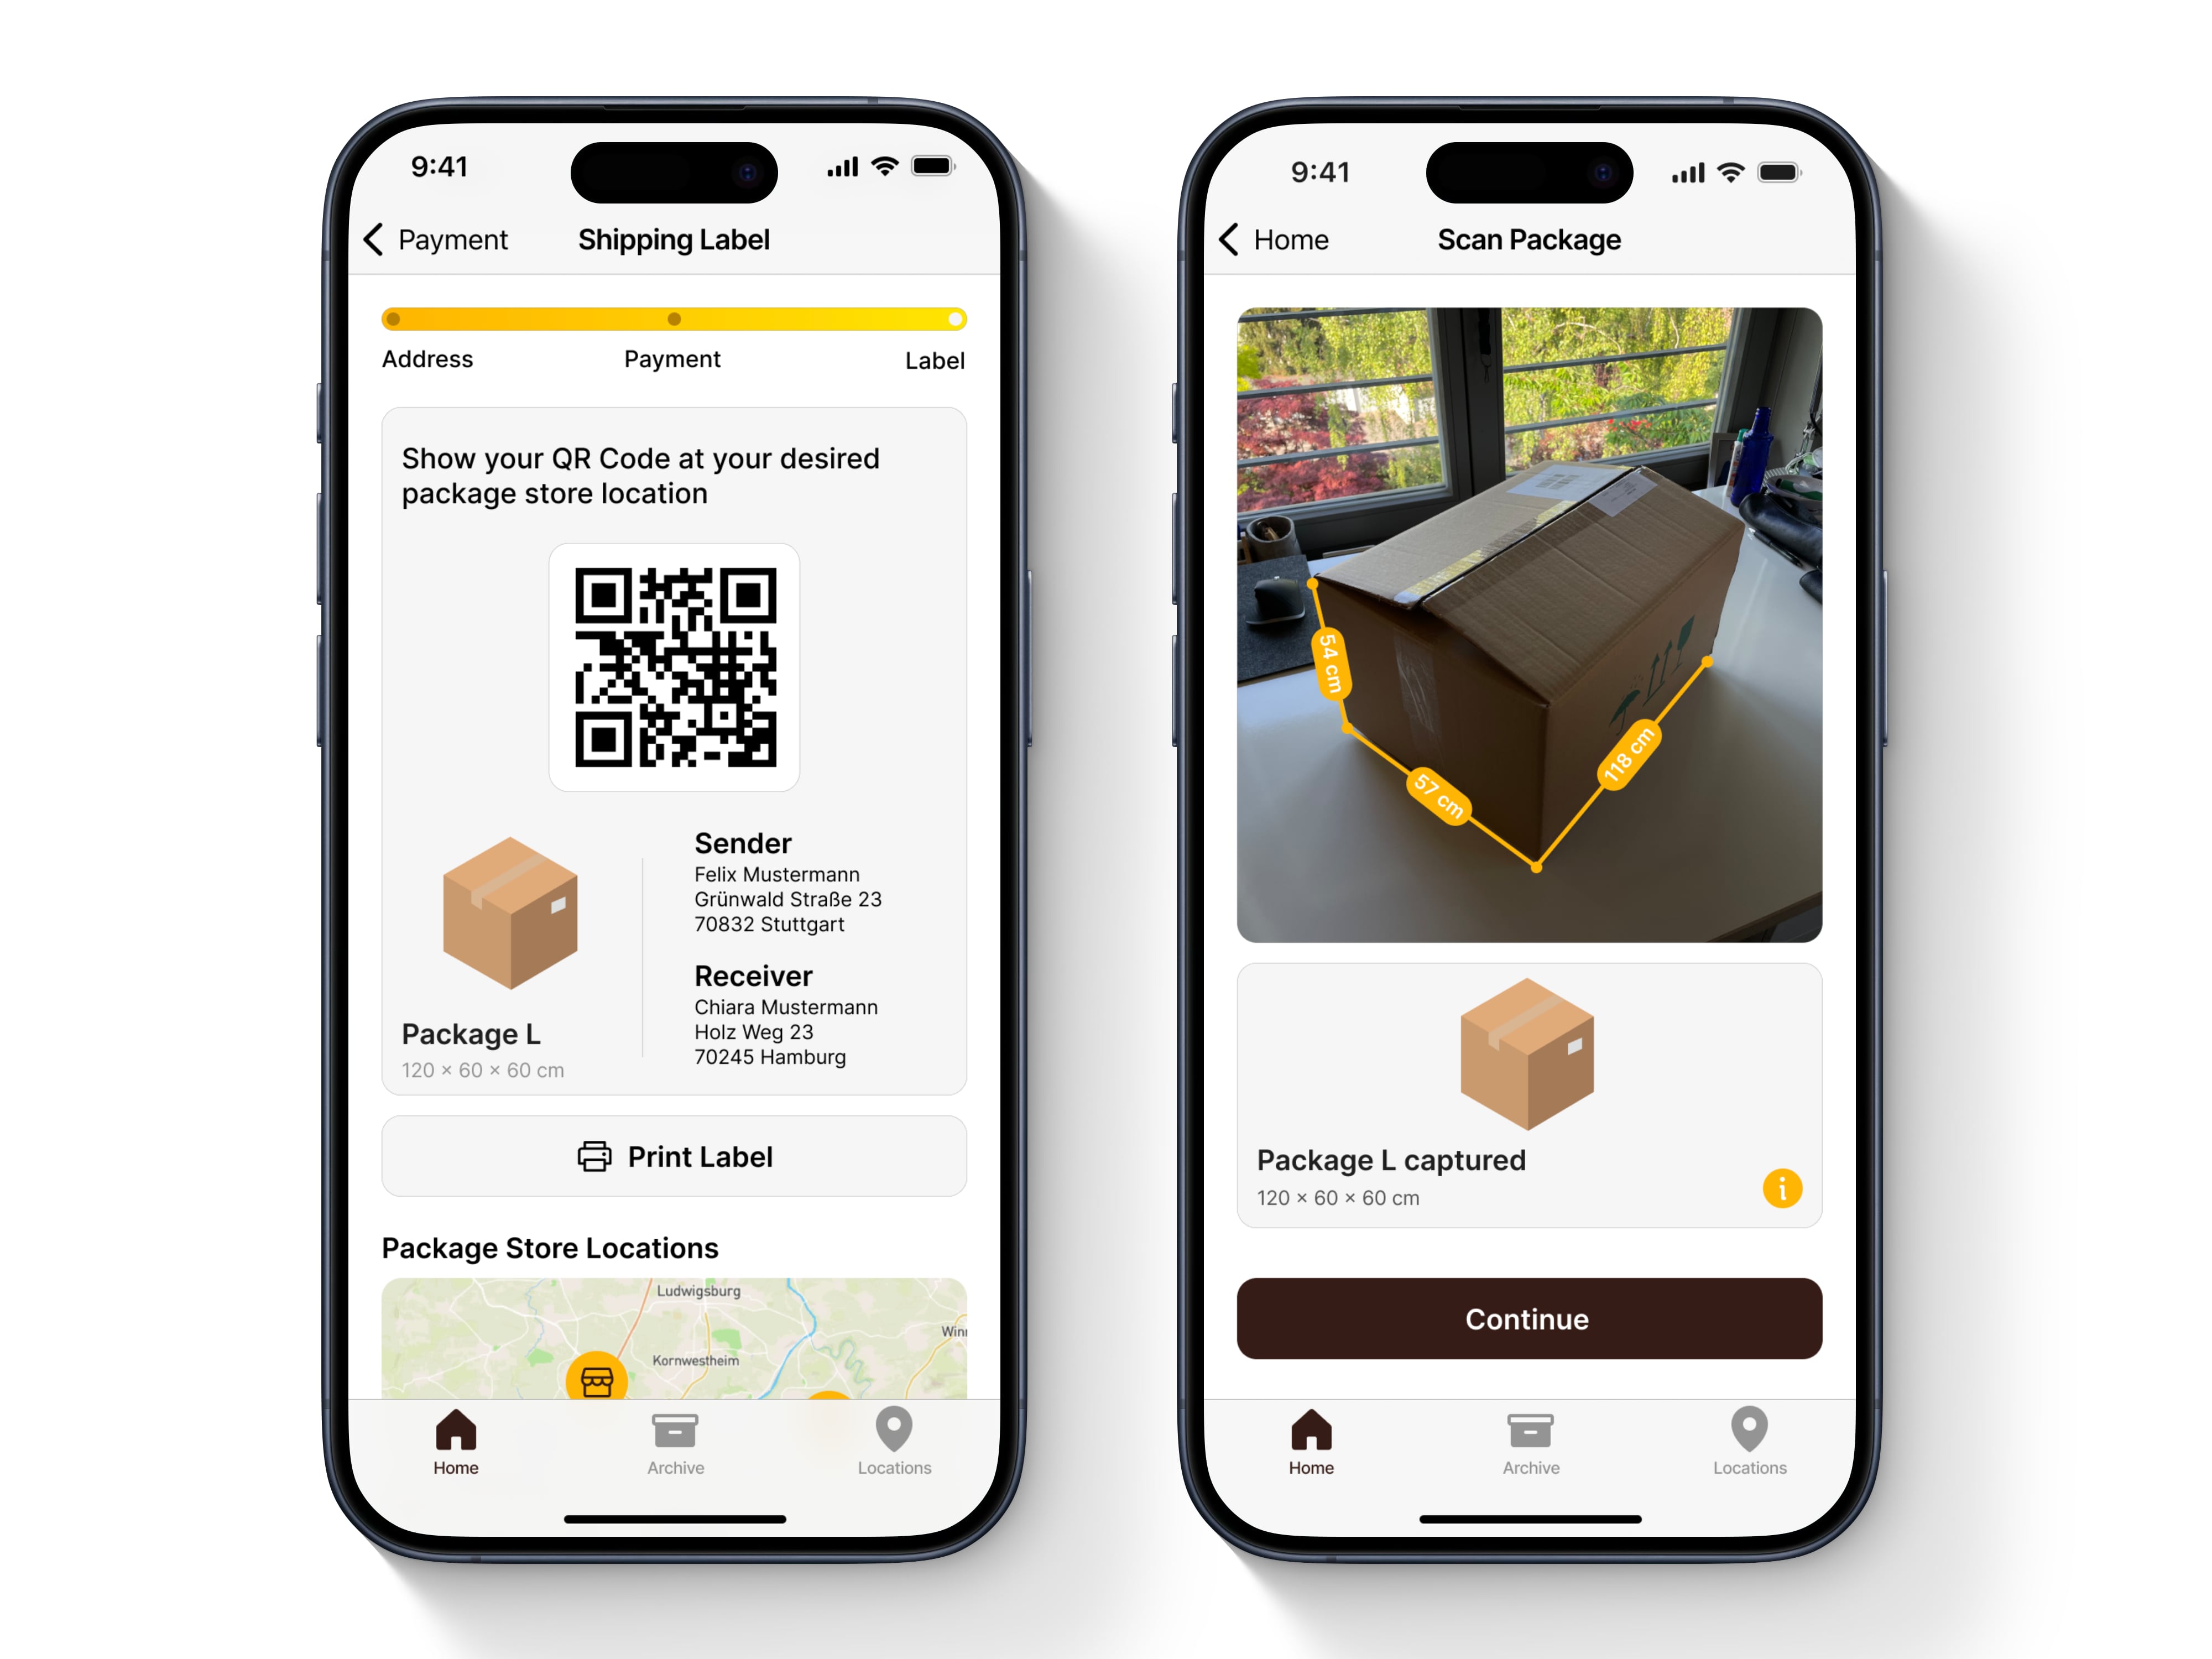 9:41
Payment
Shipping Label
Address
Payment
Label
Show your QR Code at your desired
package store location
Sender
Felix Mustermann
Grünwald Straße 23
70832 Stuttgart
Receiver
Chiara Mustermann
Holz Weg 23
70245 Hamburg
Package L
120 × 60 × 60 cm
Print Label
Package Store Locations
Ludwigsburg
Kornwestheim
Home
Archive
Locations
9:41
Home
Scan Package
54 cm
57 cm
118 cm
Package L captured
120 × 60 × 60 cm
Continue
Home
Archive
Locations